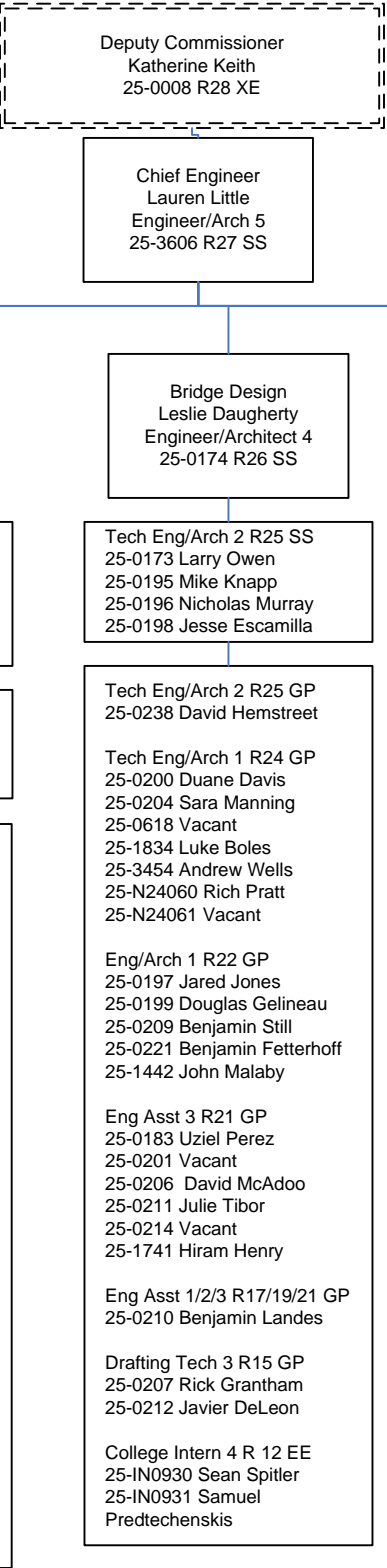 Deputy Commissioner
Katherine Keith
25-0008 R28 XE
Chief Engineer
Lauren Little
Engineer/Arch 5
25-3606 R27 SS
Bridge Design
Leslie Daugherty
Engineer/Architect 4
25-0174 R26 SS
Tech Eng/Arch 2 R25 SS
25-0173 Larry Owen
25-0195 Mike Knapp
25-0196 Nicholas Murray
25-0198 Jesse Escamilla
Tech Eng/Arch 2 R25 GP
25-0238 David Hemstreet
Tech Eng/Arch 1 R24 GP
25-0200 Duane Davis
25-0204 Sara Manning
25-0618 Vacant
25-1834 Luke Boles
25-3454 Andrew Wells
25-N24060 Rich Pratt
25-N24061 Vacant
Eng/Arch 1 R22 GP
25-0197 Jared Jones
25-0199 Douglas Gelineau
25-0209 Benjamin Still
25-0221 Benjamin Fetterhoff
25-1442 John Malaby
Eng Asst 3 R21 GP
25-0183 Uziel Perez
25-0201 Vacant
25-0206  David McAdoo
25-0211 Julie Tibor
25-0214 Vacant
25-1741 Hiram Henry
Eng Asst 1/2/3 R17/19/21 GP
25-0210 Benjamin Landes
Drafting Tech 3 R15 GP
25-0207 Rick Grantham
25-0212 Javier DeLeon
College Intern 4 R 12 EE
25-IN0930 Sean Spitler
25-IN0931 Samuel
Predtechenskis